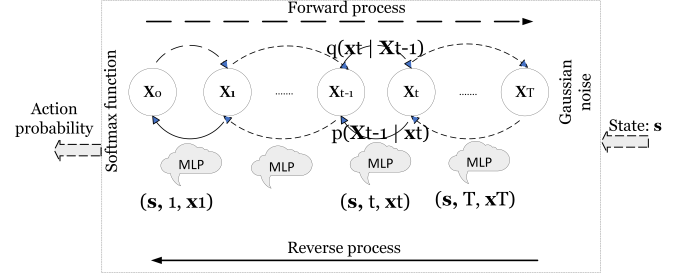 Forward process
q(xt | Xt-1)
Softmax function
X0
X1
.......
Xt-1
Xt
......
XT
Gaussian
noise
Action
probability
State: s
p(Xt-1 | xt)
MLP
MLP
MLP
MLP
(s, 1, x1)
(s, t, xt)
(s, T, xT)
Reverse process